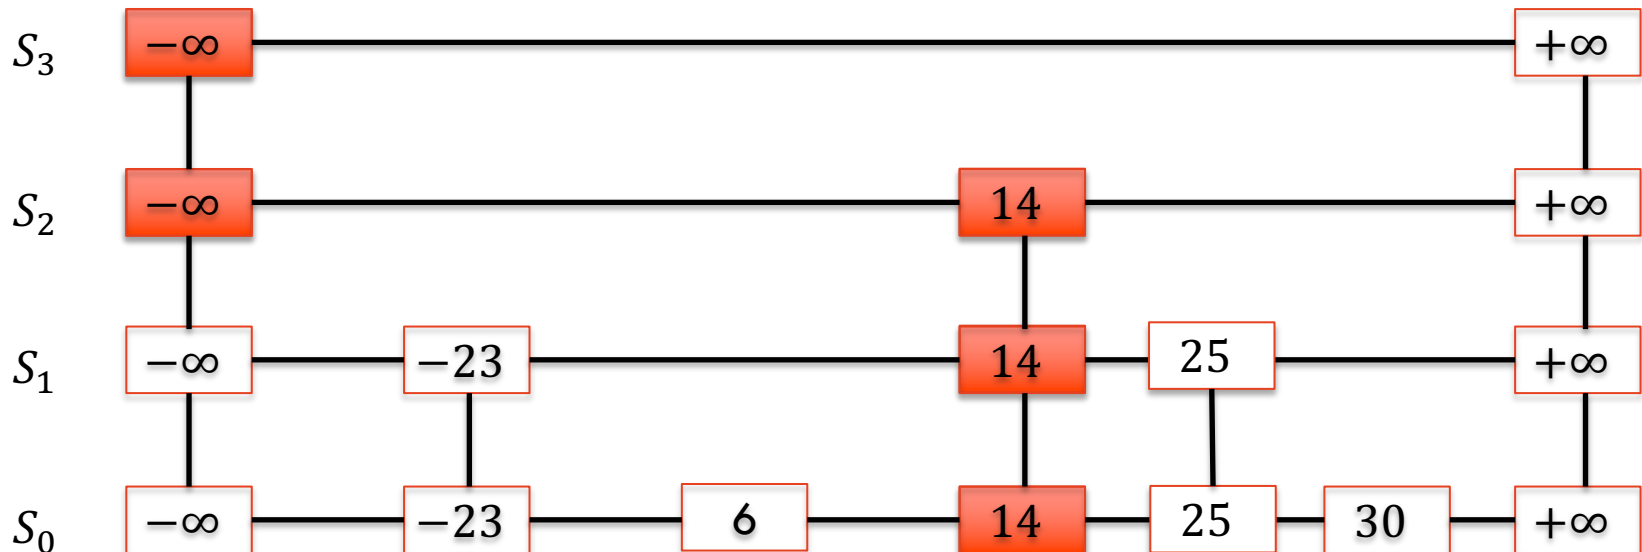 S₃ −∞ +∞
S₂ −∞ 14 +∞
S₁ −∞ −23 14 25 +∞
S₀ −∞ −23 6 14 25 30 +∞